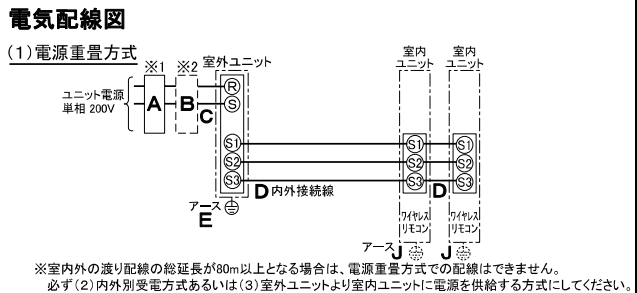 電気配線図
(1)電源重畳方式
※1 ※2 室外ユニット
室内 室内
ユニット ユニット
ユニット電源
単相 200V
A B C
R
S
S1 S1 S1
S2 S2 S2
S3 S3 S3
D 内外接続線 D
アース
E
ワイヤレス ワイヤレス
リモコン リモコン
アース J J
※室内外の渡り配線の総延長が80m以上となる場合は、電源重畳方式での配線はできません。
必ず(2)内外別受電方式あるいは(3)室外ユニットより室内ユニットに電源を供給する方式にしてください。